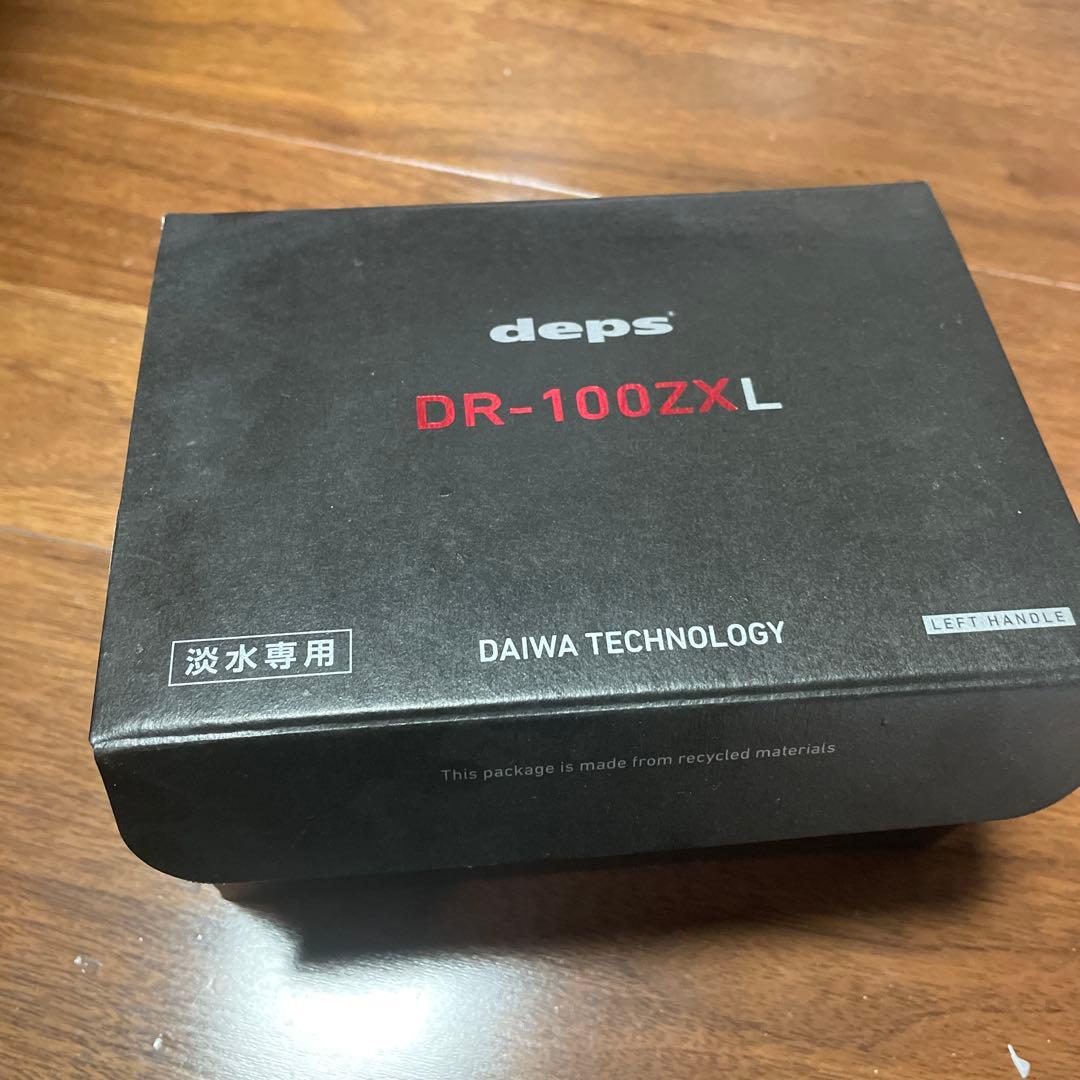 deps
DR-100ZXL
淡水専用
DAIWA TECHNOLOGY
LEFT HANDLE
This package is made from recycled materials